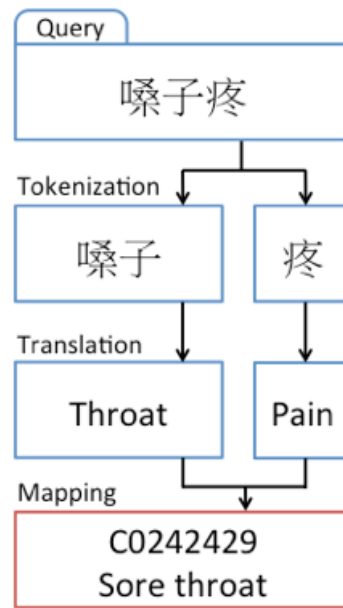 Query
嗓子疼
Tokenization
嗓子 疼
Translation
Throat Pain
Mapping
C0242429
Sore throat